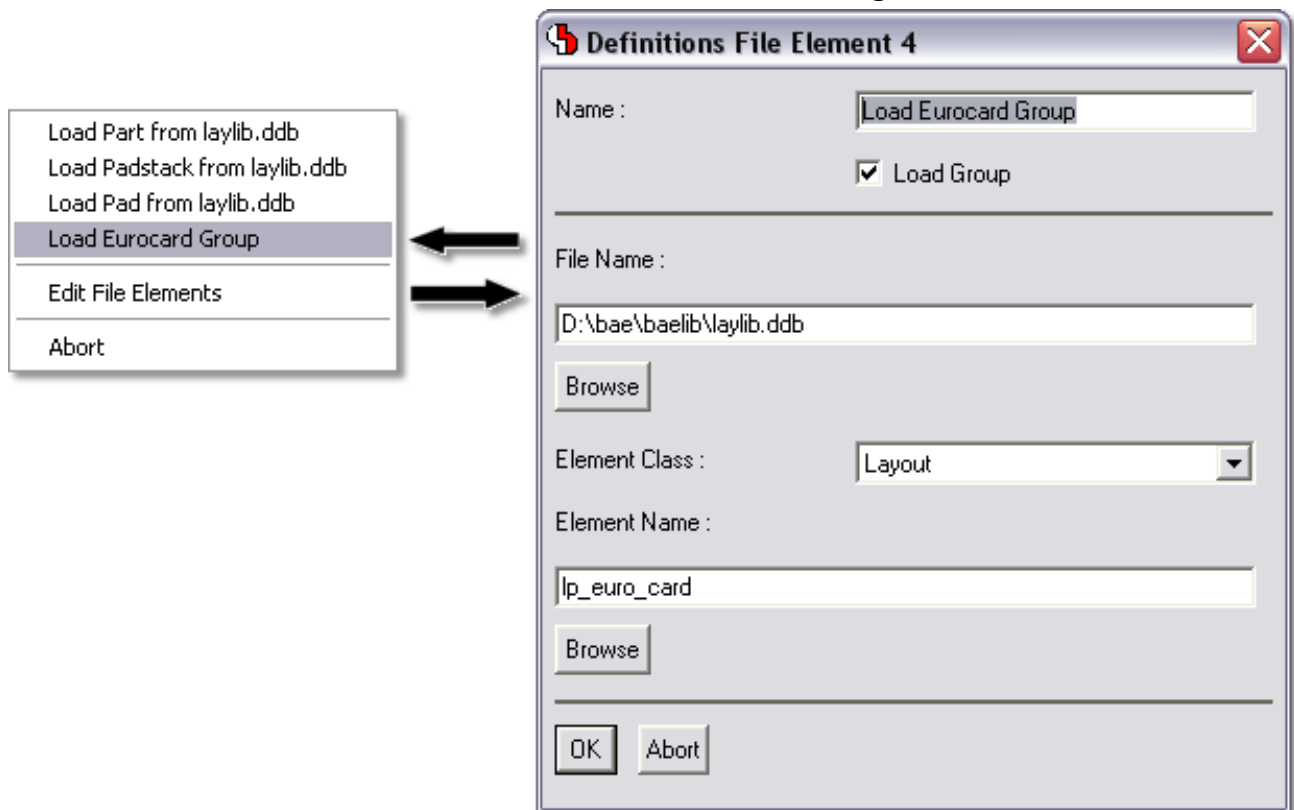 Load Part from laylib.ddb
Load Padstack from laylib.ddb
Load Pad from laylib.ddb
Load Eurocard Group
Edit File Elements
Abort
Definitions File Element 4
Name :
Load Eurocard Group
Load Group
File Name :
D:\bae\baelib\laylib.ddb
Browse
Element Class :
Layout
Element Name :
lp_euro_card
Browse
OK
Abort